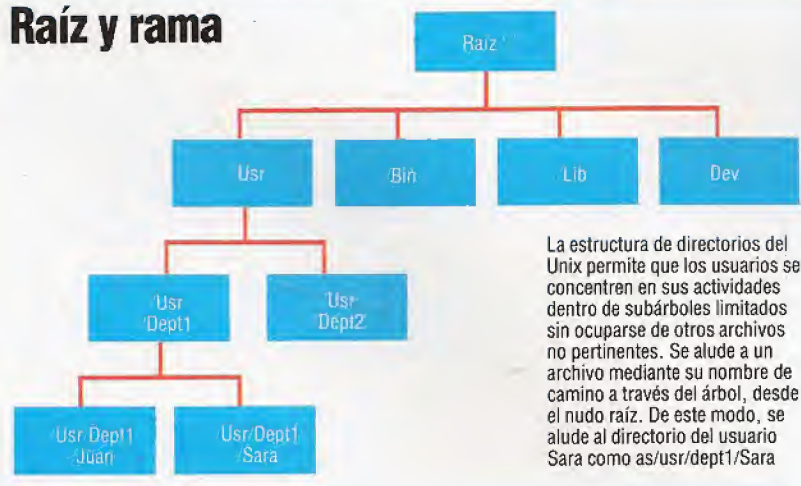 Raíz y rama
Raíz
Usr
Bin
Lib
Dev
Usr
Dept1
Usr
Dept2
Usr Dept1
/Juan
Usr/Dept1
/Sara
La estructura de directorios del
Unix permite que los usuarios se
concentren en sus actividades
dentro de subárboles limitados
sin ocuparse de otros archivos
no pertinentes. Se alude a un
archivo mediante su nombre de
camino a través del árbol, desde
el nudo raíz. De este modo, se
alude al directorio del usuario
Sara como as/usr/dept1/Sara